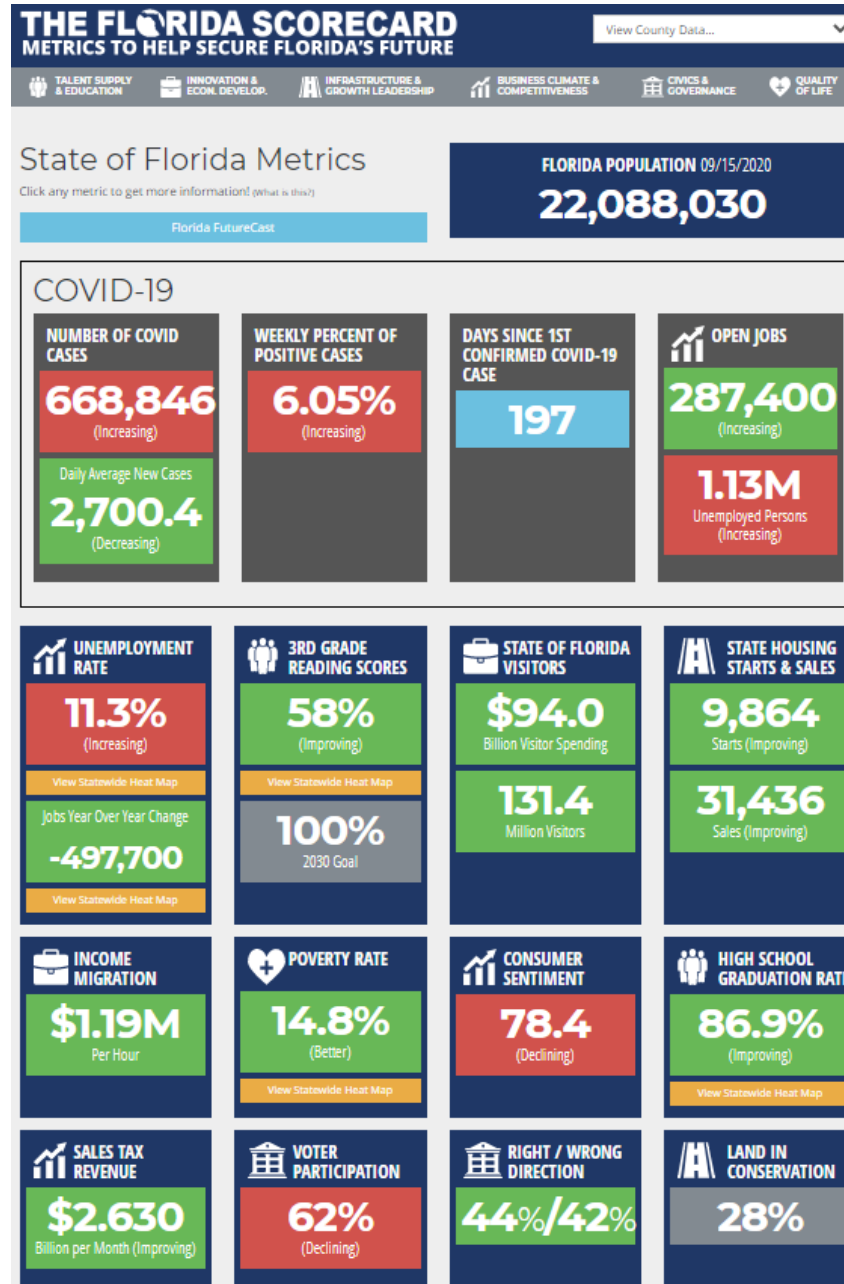 THE FLORIDA SCORECARD
METRICS TO HELP SECURE FLORIDA'S FUTURE
View County Data...
TALENT SUPPLY
& EDUCATION
INNOVATION &
ECON. DEVELOP.
INFRASTRUCTURE &
GROWTH LEADERSHIP
BUSINESS CLIMATE &
COMPETITIVENESS
CIVICS &
GOVERNANCE
QUALITY
OF LIFE
State of Florida Metrics
Click any metric to get more information! (What is this?)
Florida FutureCast
FLORIDA POPULATION 09/15/2020
22,088,030
COVID-19
NUMBER OF COVID
CASES
668,846
(Increasing)
Daily Average New Cases
2,700.4
(Decreasing)
WEEKLY PERCENT OF
POSITIVE CASES
6.05%
(Increasing)
DAYS SINCE 1ST
CONFIRMED COVID-19
CASE
197
OPEN JOBS
287,400
(Increasing)
1.13M
Unemployed Persons
(Increasing)
UNEMPLOYMENT
RATE
11.3%
(Increasing)
View Statewide Heat Map
Jobs Year Over Year Change
-497,700
View Statewide Heat Map
3RD GRADE
READING SCORES
58%
(Improving)
View Statewide Heat Map
100%
2030 Goal
STATE OF FLORIDA
VISITORS
$94.0
Billion Visitor Spending
131.4
Million Visitors
STATE HOUSING
STARTS & SALES
9,864
Starts (Improving)
31,436
Sales (Improving)
INCOME
MIGRATION
$1.19M
Per Hour
POVERTY RATE
14.8%
(Better)
View Statewide Heat Map
CONSUMER
SENTIMENT
78.4
(Declining)
HIGH SCHOOL
GRADUATION RAT
86.9%
(Improving)
View Statewide Heat Map
SALES TAX
REVENUE
$2.630
Billion per Month (Improving)
VOTER
PARTICIPATION
62%
(Declining)
RIGHT / WRONG
DIRECTION
44%/42%
LAND IN
CONSERVATION
28%